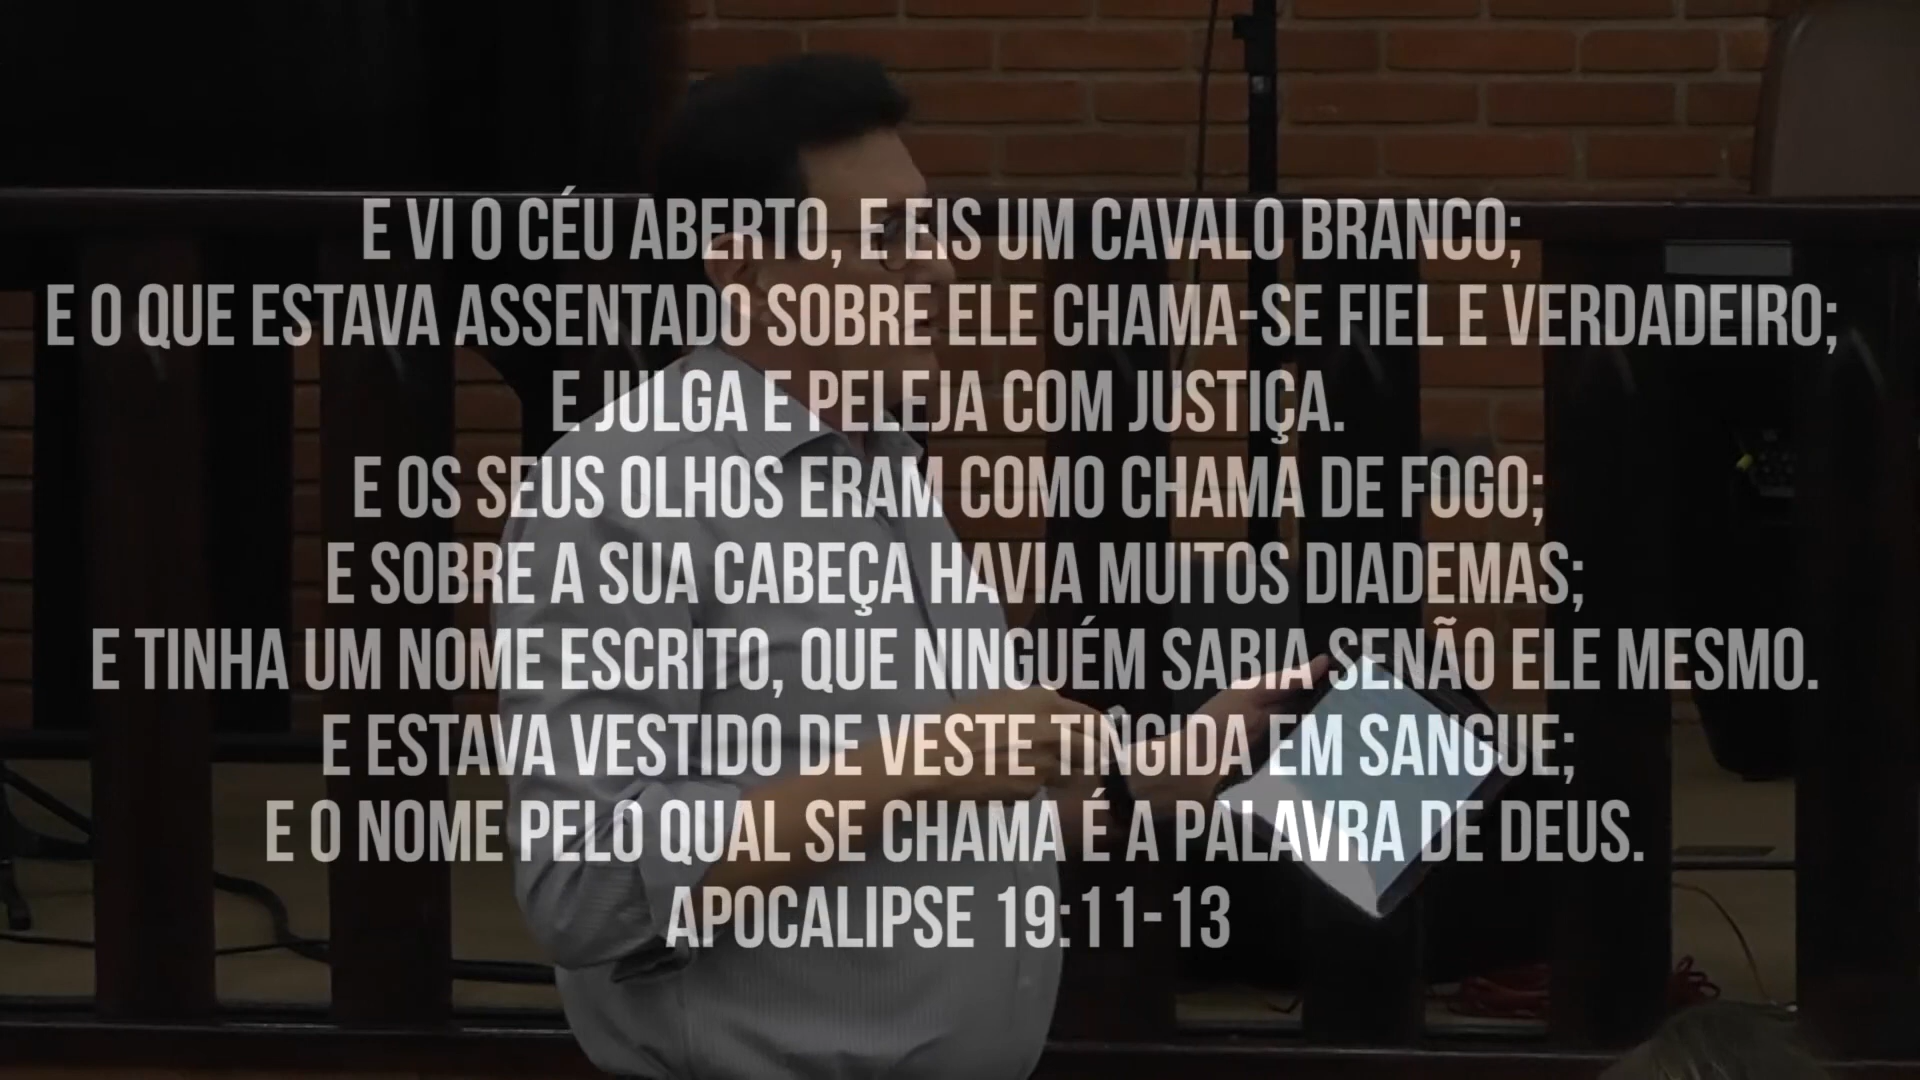 E VI O CÉU ABERTO, E EIS UM CAVALO BRANCO;
E O QUE ESTAVA ASSENTADO SOBRE ELE CHAMA-SE FIEL E VERDADEIRO;
E JULGA E PELEJA COM JUSTIÇA.
E OS SEUS OLHOS ERAM COMO CHAMA DE FOGO;
E SOBRE A SUA CABEÇA HAVIA MUITOS DIADEMAS;
E TINHA UM NOME ESCRITO, QUE NINGUÉM SABIA SENÃO ELE MESMO.
E ESTAVA VESTIDO DE VESTE TINGIDA EM SANGUE;
E O NOME PELO QUAL SE CHAMA É A PALAVRA DE DEUS.
APOCALIPSE 19:11-13